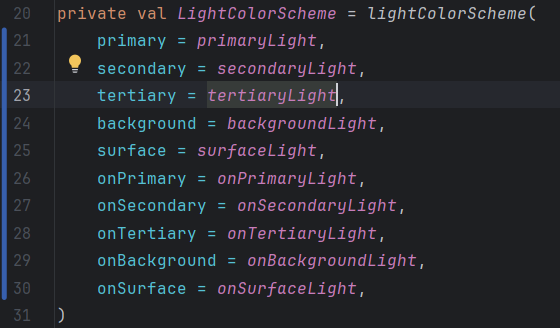 20 private val LightColorScheme = lightColorScheme(
21 primary = primaryLight,
22 secondary = secondaryLight,
23 tertiary = tertiaryLight,
24 background = backgroundLight,
25 surface = surfaceLight,
26 onPrimary = onPrimaryLight,
27 onSecondary = onSecondaryLight,
28 onTertiary = onTertiaryLight,
29 onBackground = onBackgroundLight,
30 onSurface = onSurfaceLight,
31 )